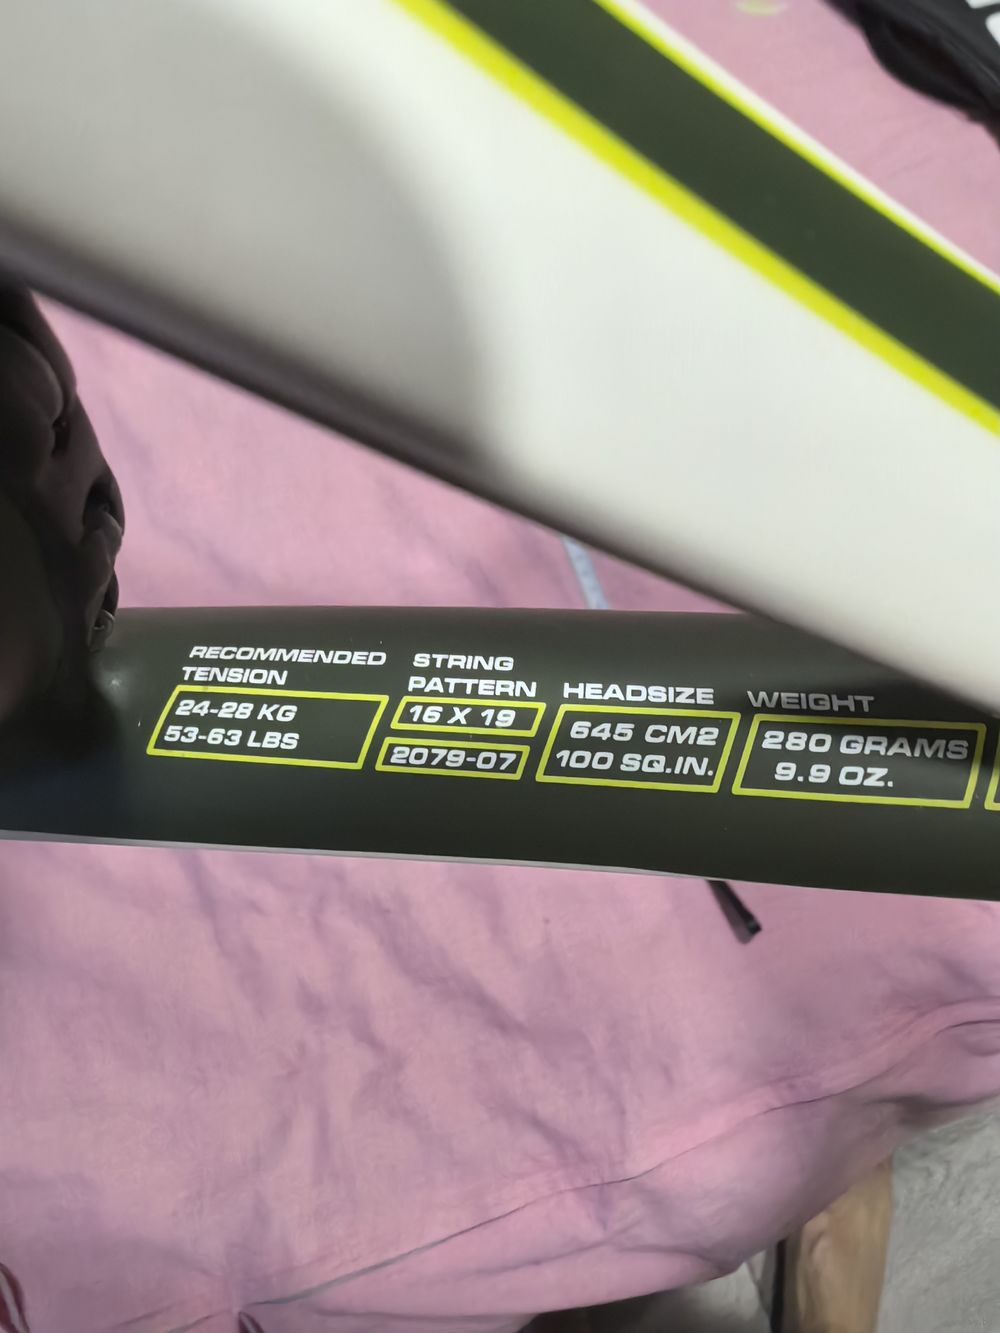 RECOMMENDED
TENSION
24-28 KG
53-63 LBS
STRING
PATTERN
16 X 19
2079-07
HEADSIZE
645 CM2
100 SQ.IN.
WEIGHT
280 GRAMS
9.9 OZ.